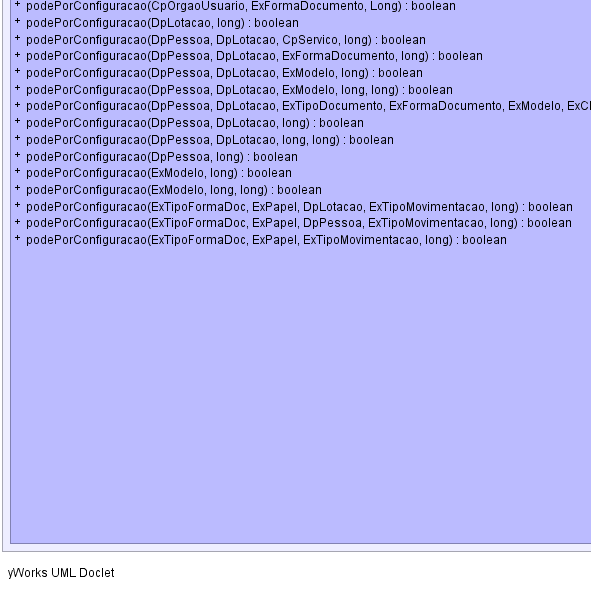 + podePorConfiguracao(CpOrgaoUsuario, ExFormaDocumento, Long) : boolean
+ podePorConfiguracao(DpLotacao, long) : boolean
+ podePorConfiguracao(DpPessoa, DpLotacao, CpServico, long) : boolean
+ podePorConfiguracao(DpPessoa, DpLotacao, ExFormaDocumento, long) : boolean
+ podePorConfiguracao(DpPessoa, DpLotacao, ExModelo, long) : boolean
+ podePorConfiguracao(DpPessoa, DpLotacao, ExModelo, long, long) : boolean
+ podePorConfiguracao(DpPessoa, DpLotacao, ExTipoDocumento, ExFormaDocumento, ExModelo,
+ podePorConfiguracao(DpPessoa, DpLotacao, long) : boolean
+ podePorConfiguracao(DpPessoa, DpLotacao, long, long) : boolean
+ podePorConfiguracao(DpPessoa, long) : boolean
+ podePorConfiguracao(ExModelo, long) : boolean
+ podePorConfiguracao(ExModelo, long, long) : boolean
+ podePorConfiguracao(ExTipoFormaDoc, ExPapel, DpLotacao, ExTipoMovimentacao, long) : boolean
+ podePorConfiguracao(ExTipoFormaDoc, ExPapel, DpPessoa, ExTipoMovimentacao, long) : boolean
+ podePorConfiguracao(ExTipoFormaDoc, ExPapel, ExTipoMovimentacao, long) : boolean
yWorks UML Doclet